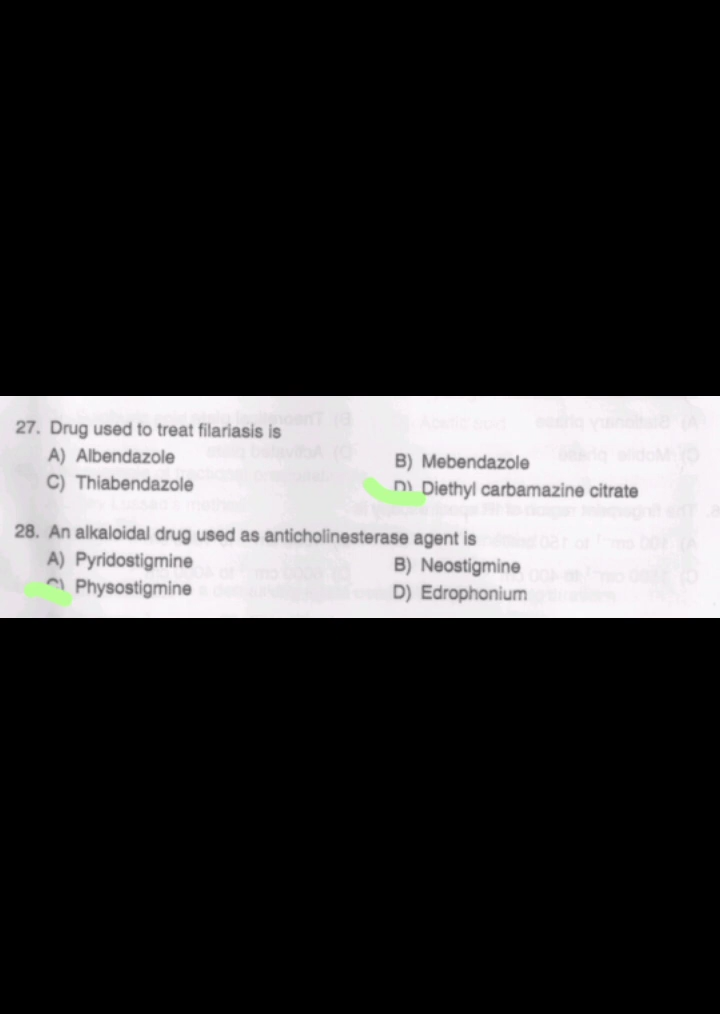 27. Drug used to treat filariasis is
A) Albendazole B) Mebendazole
C) Thiabendazole D) Diethyl carbamazine citrate
28. An alkaloidal drug used as anticholinesterase agent is
A) Pyridostigmine B) Neostigmine
C) Physostigmine D) Edrophonium